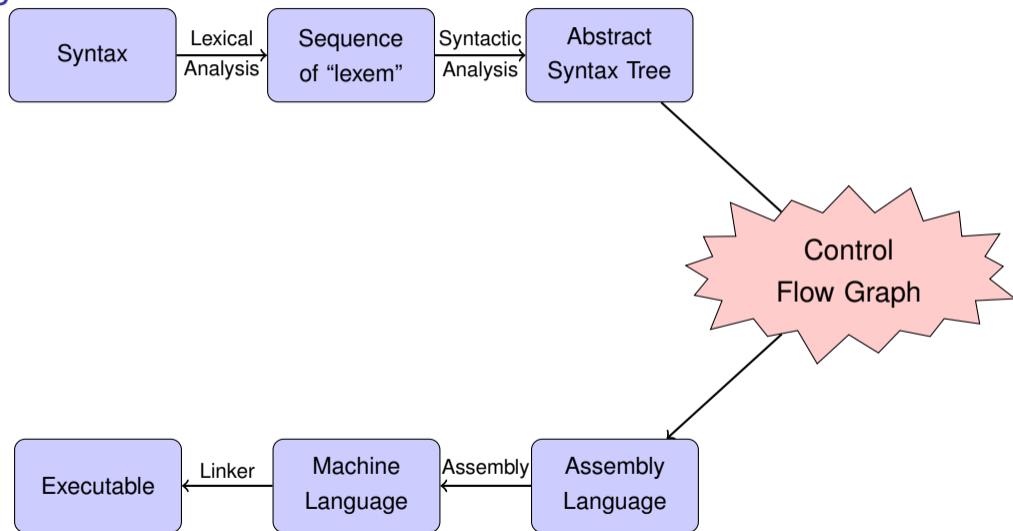 Syntax
Lexical
Analysis
Sequence
of “lexem”
Syntactic
Analysis
Abstract
Syntax Tree
Control
Flow Graph
Executable
Linker
Machine
Language
Assembly
Assembly
Language